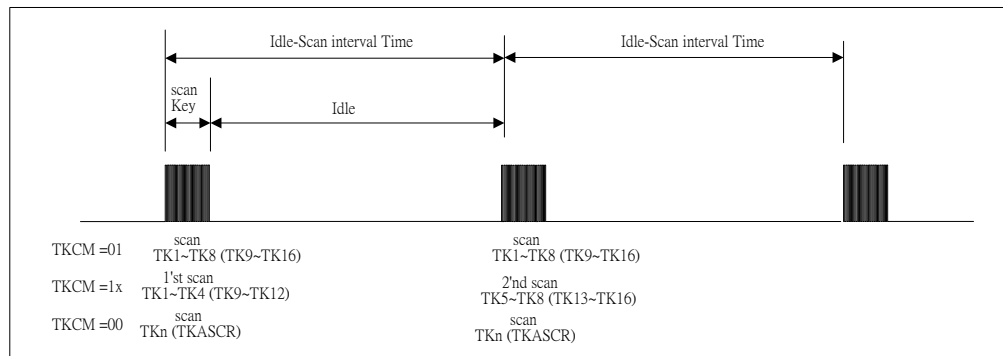 Idle-Scan interval Time Idle-Scan interval Time
scan
Key
Idle
scan scan
TKCM =01 TK1~TK8 (TK9~TK16) TK1~TK8 (TK9~TK16)
1'st scan 2'nd scan
TKCM =1x TK1~TK4 (TK9~TK12) TK5~TK8 (TK13~TK16)
scan scan
TKCM =00 TKn (TKASCR) TKn (TKASCR)